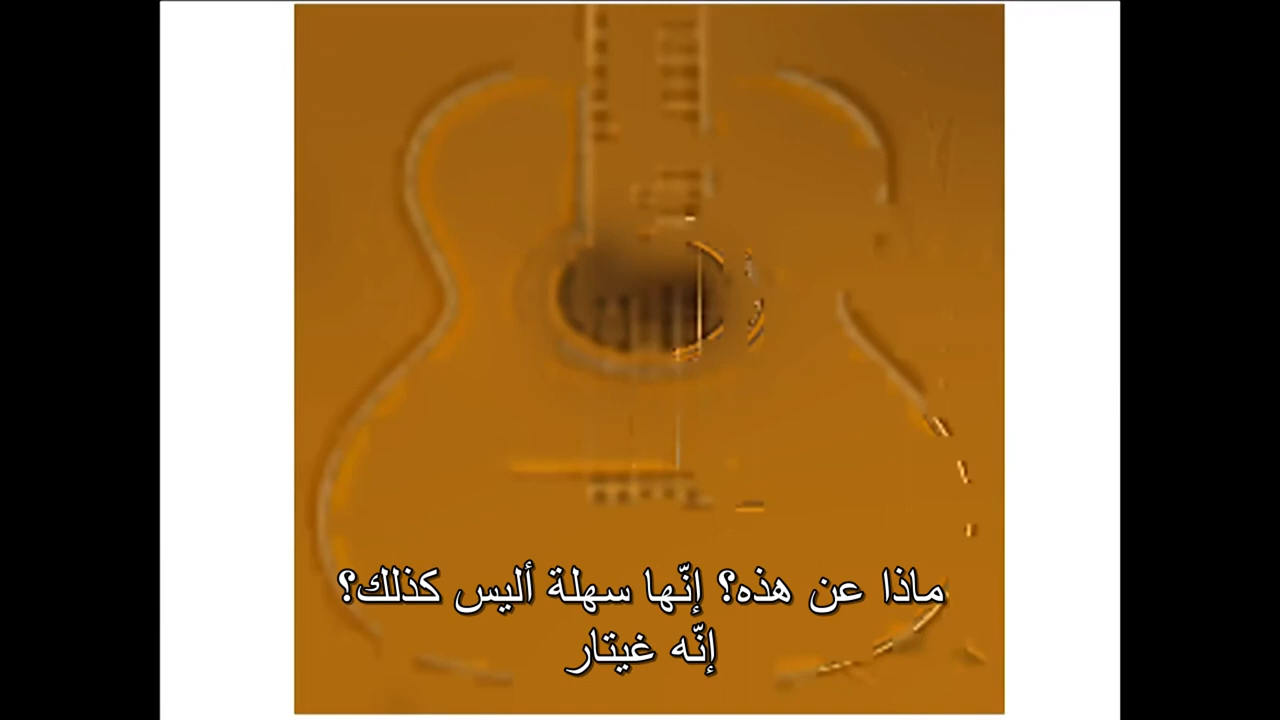 ماذا عن هذه؟ إنّها سهلة أليس كذلك؟
إنّه غيتار